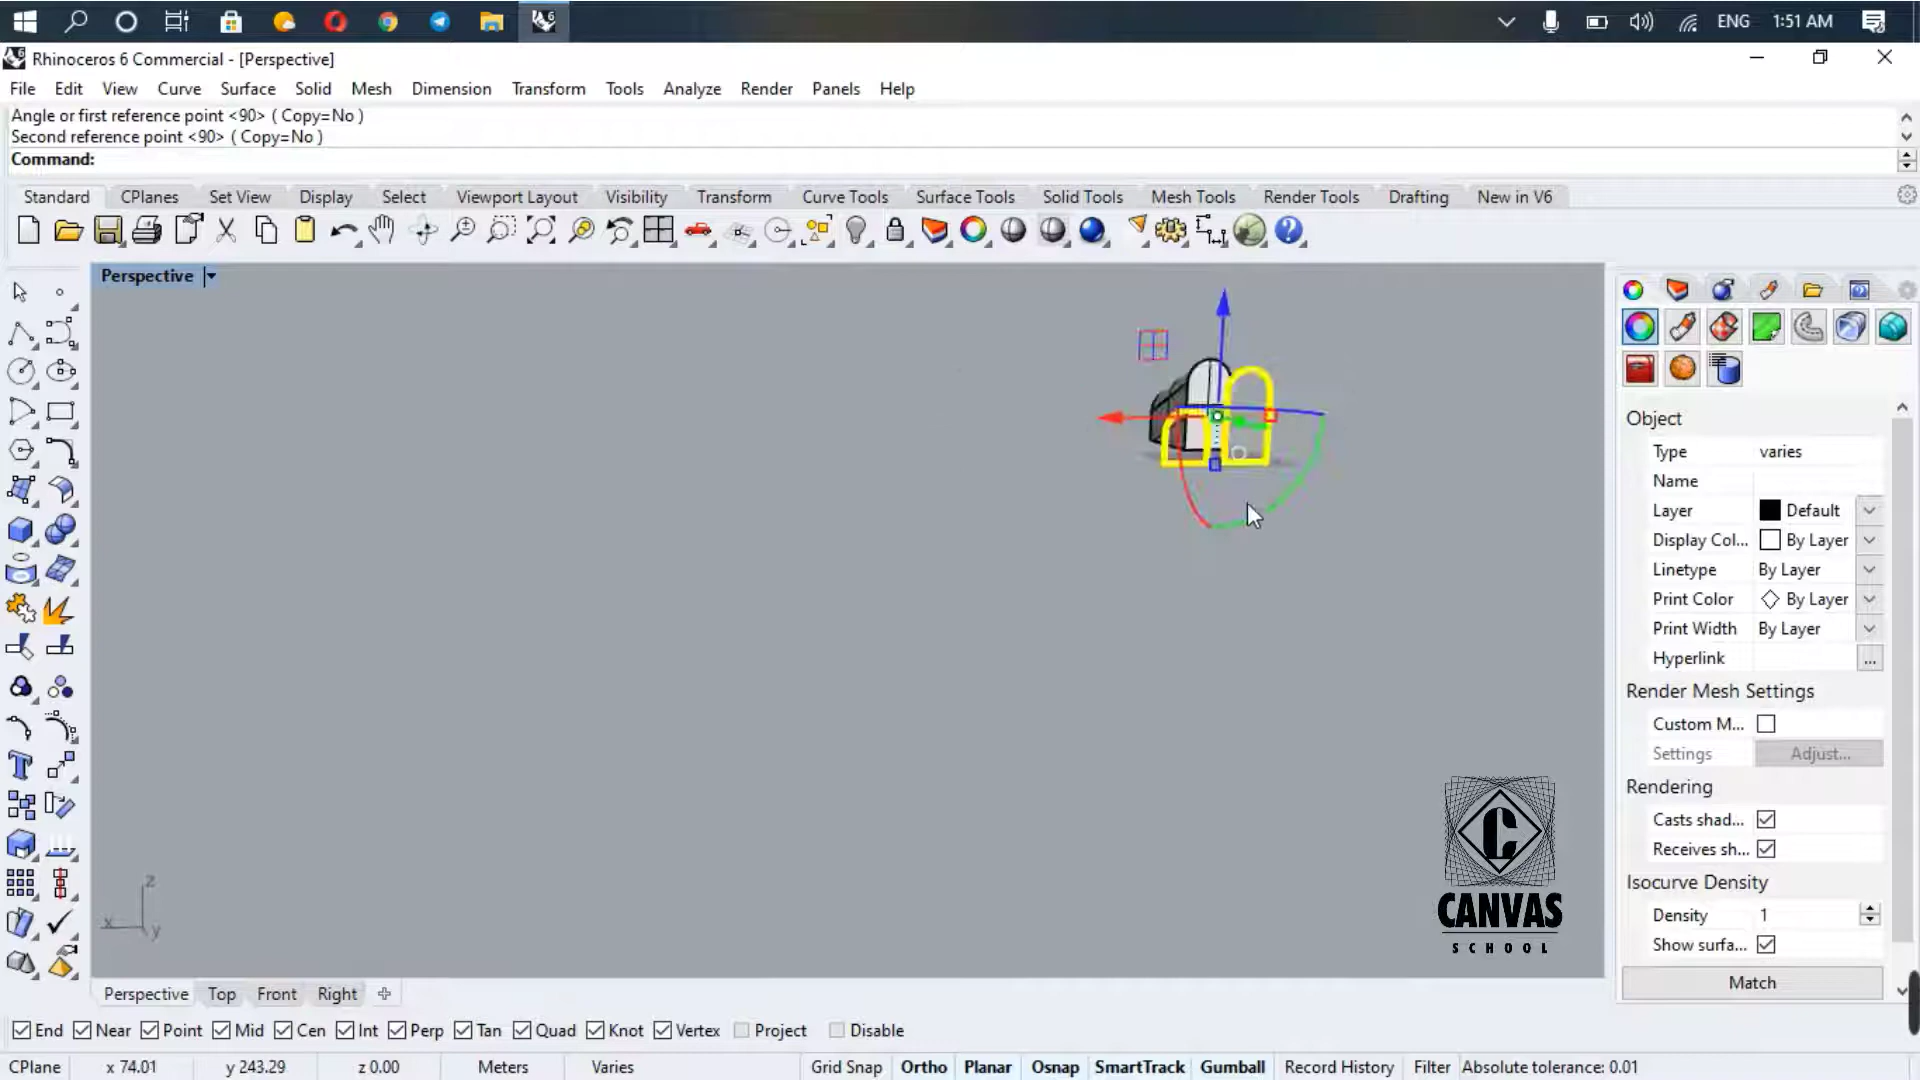 ENG 1:51 AM
Rhinoceros 6 Commercial - [Perspective]
File Edit View Curve Surface Solid Mesh Dimension Transform Tools Analyze Render Panels Help
Angle or first reference point <90> ( Copy=No )
Second reference point <90> ( Copy=No )
Command:
Standard CPlanes Set View Display Select Viewport Layout Visibility Transform Curve Tools Surface Tools Solid Tools Mesh Tools Render Tools Drafting New in V6
Perspective
Object
Type varies
Name
Layer Default
Display Col... By Layer
Linetype By Layer
Print Color By Layer
Print Width By Layer
Hyperlink ...
Render Mesh Settings
Custom M...
Settings Adjust...
Rendering
Casts shad...
Receives sh...
Isocurve Density
Density 1
Show surfa...
Match
z
x
y
C
CANVAS
SCHOOL
Perspective Top Front Right
End Near Point Mid Cen Int Perp Tan Quad Knot Vertex Project Disable
CPlane x 74.01 y 243.29 z 0.00 Meters Varies Grid Snap Ortho Planar Osnap SmartTrack Gumball Record History Filter Absolute tolerance: 0.01